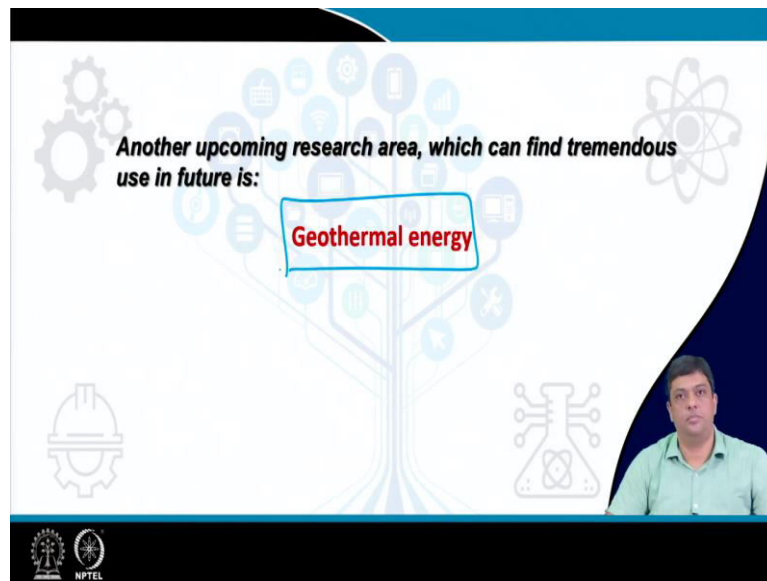 Another upcoming research area, which can find tremendous
use in future is:
Geothermal energy
NPTEL